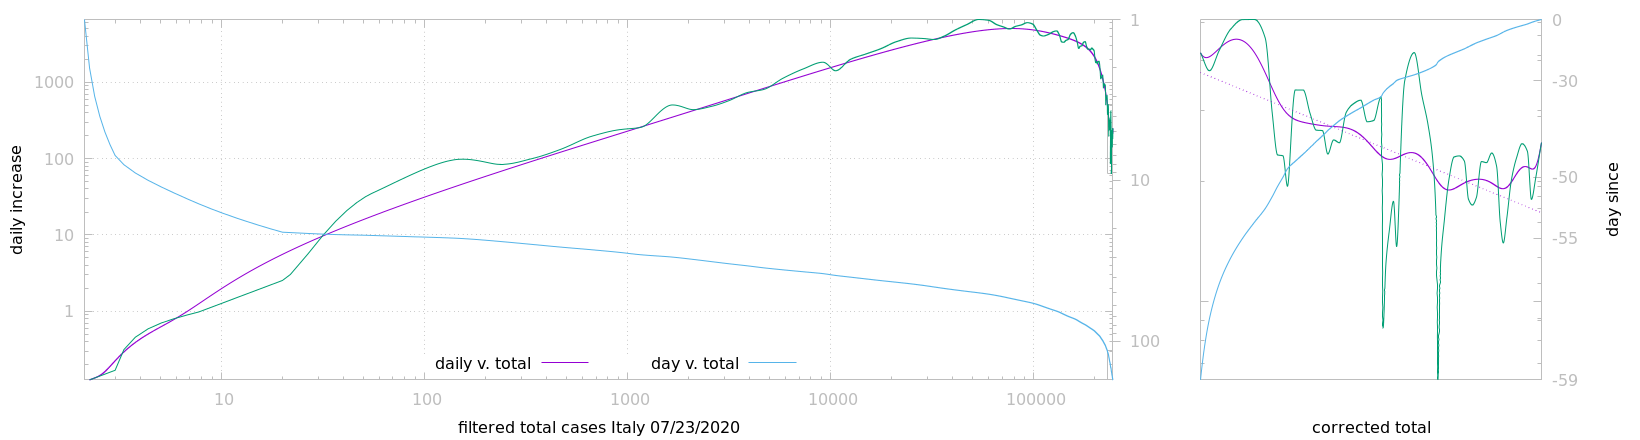 daily increase
1000
100
10
1
10
100
1000
10000
100000
1
10
100
daily v. total
day v. total
filtered total cases Italy 07/23/2020
0
-30
-50
-55
-59
day since
corrected total